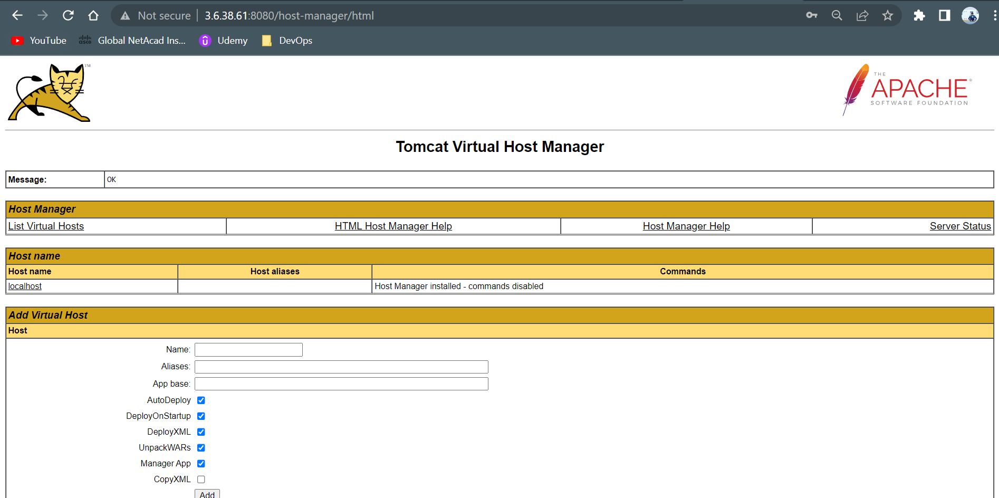 Not secure 3.6.38.61:8080/host-manager/html
YouTube Global NetAcad Ins... Udemy DevOps
TM
THE
APACHE®
SOFTWARE FOUNDATION
Tomcat Virtual Host Manager
Message: OK
Host Manager
List Virtual Hosts HTML Host Manager Help Host Manager Help Server Status
Host name
Host name Host aliases Commands
localhost Host Manager installed - commands disabled
Add Virtual Host
Host
Name:
Aliases:
App base:
AutoDeploy
DeployOnStartup
DeployXML
UnpackWARs
Manager App
CopyXML
Add